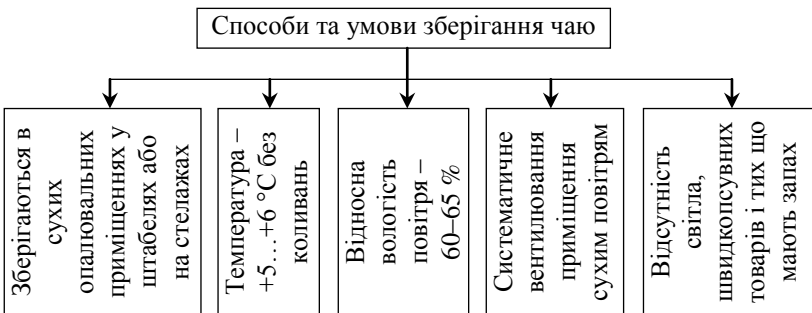 Способи та умови зберігання чаю
Зберігаються в
сухих
опалювальних
приміщеннях у
штабелях або
на стелажах
Температура –
+5…+6 °С без
коливань
Відносна
вологість
повітря –
60–65 %
Систематичне
вентилювання
приміщення
сухим повітрям
Відсутність
світла,
швидкопсувних
товарів і тих що
мають запах